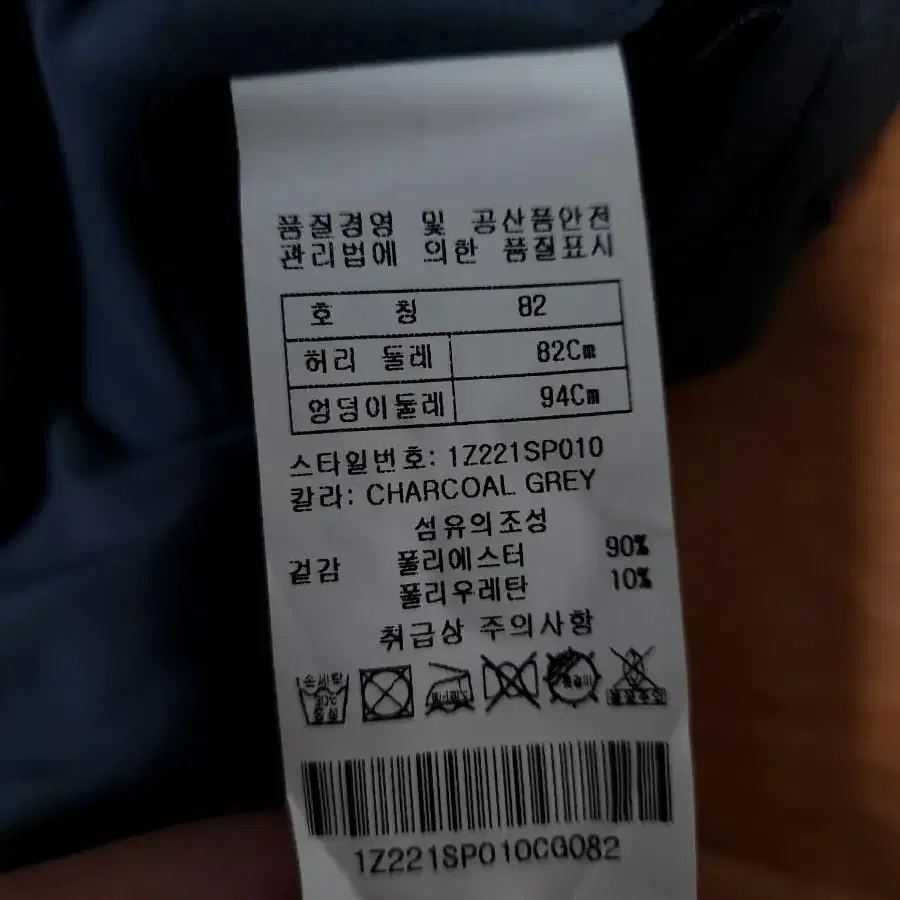 품질경영 및 공산품안전
관리법에 의한 품질표시
호 칭 82
허리 둘레 82Cm
엉덩이둘레 94Cm
스타일번호: 1Z221SP010
칼라: CHARCOAL GREY
섬유의조성
겉감 폴리에스터 90%
폴리우레탄 10%
취급상 주의사항
손세탁
중성
1Z221SP010CG082